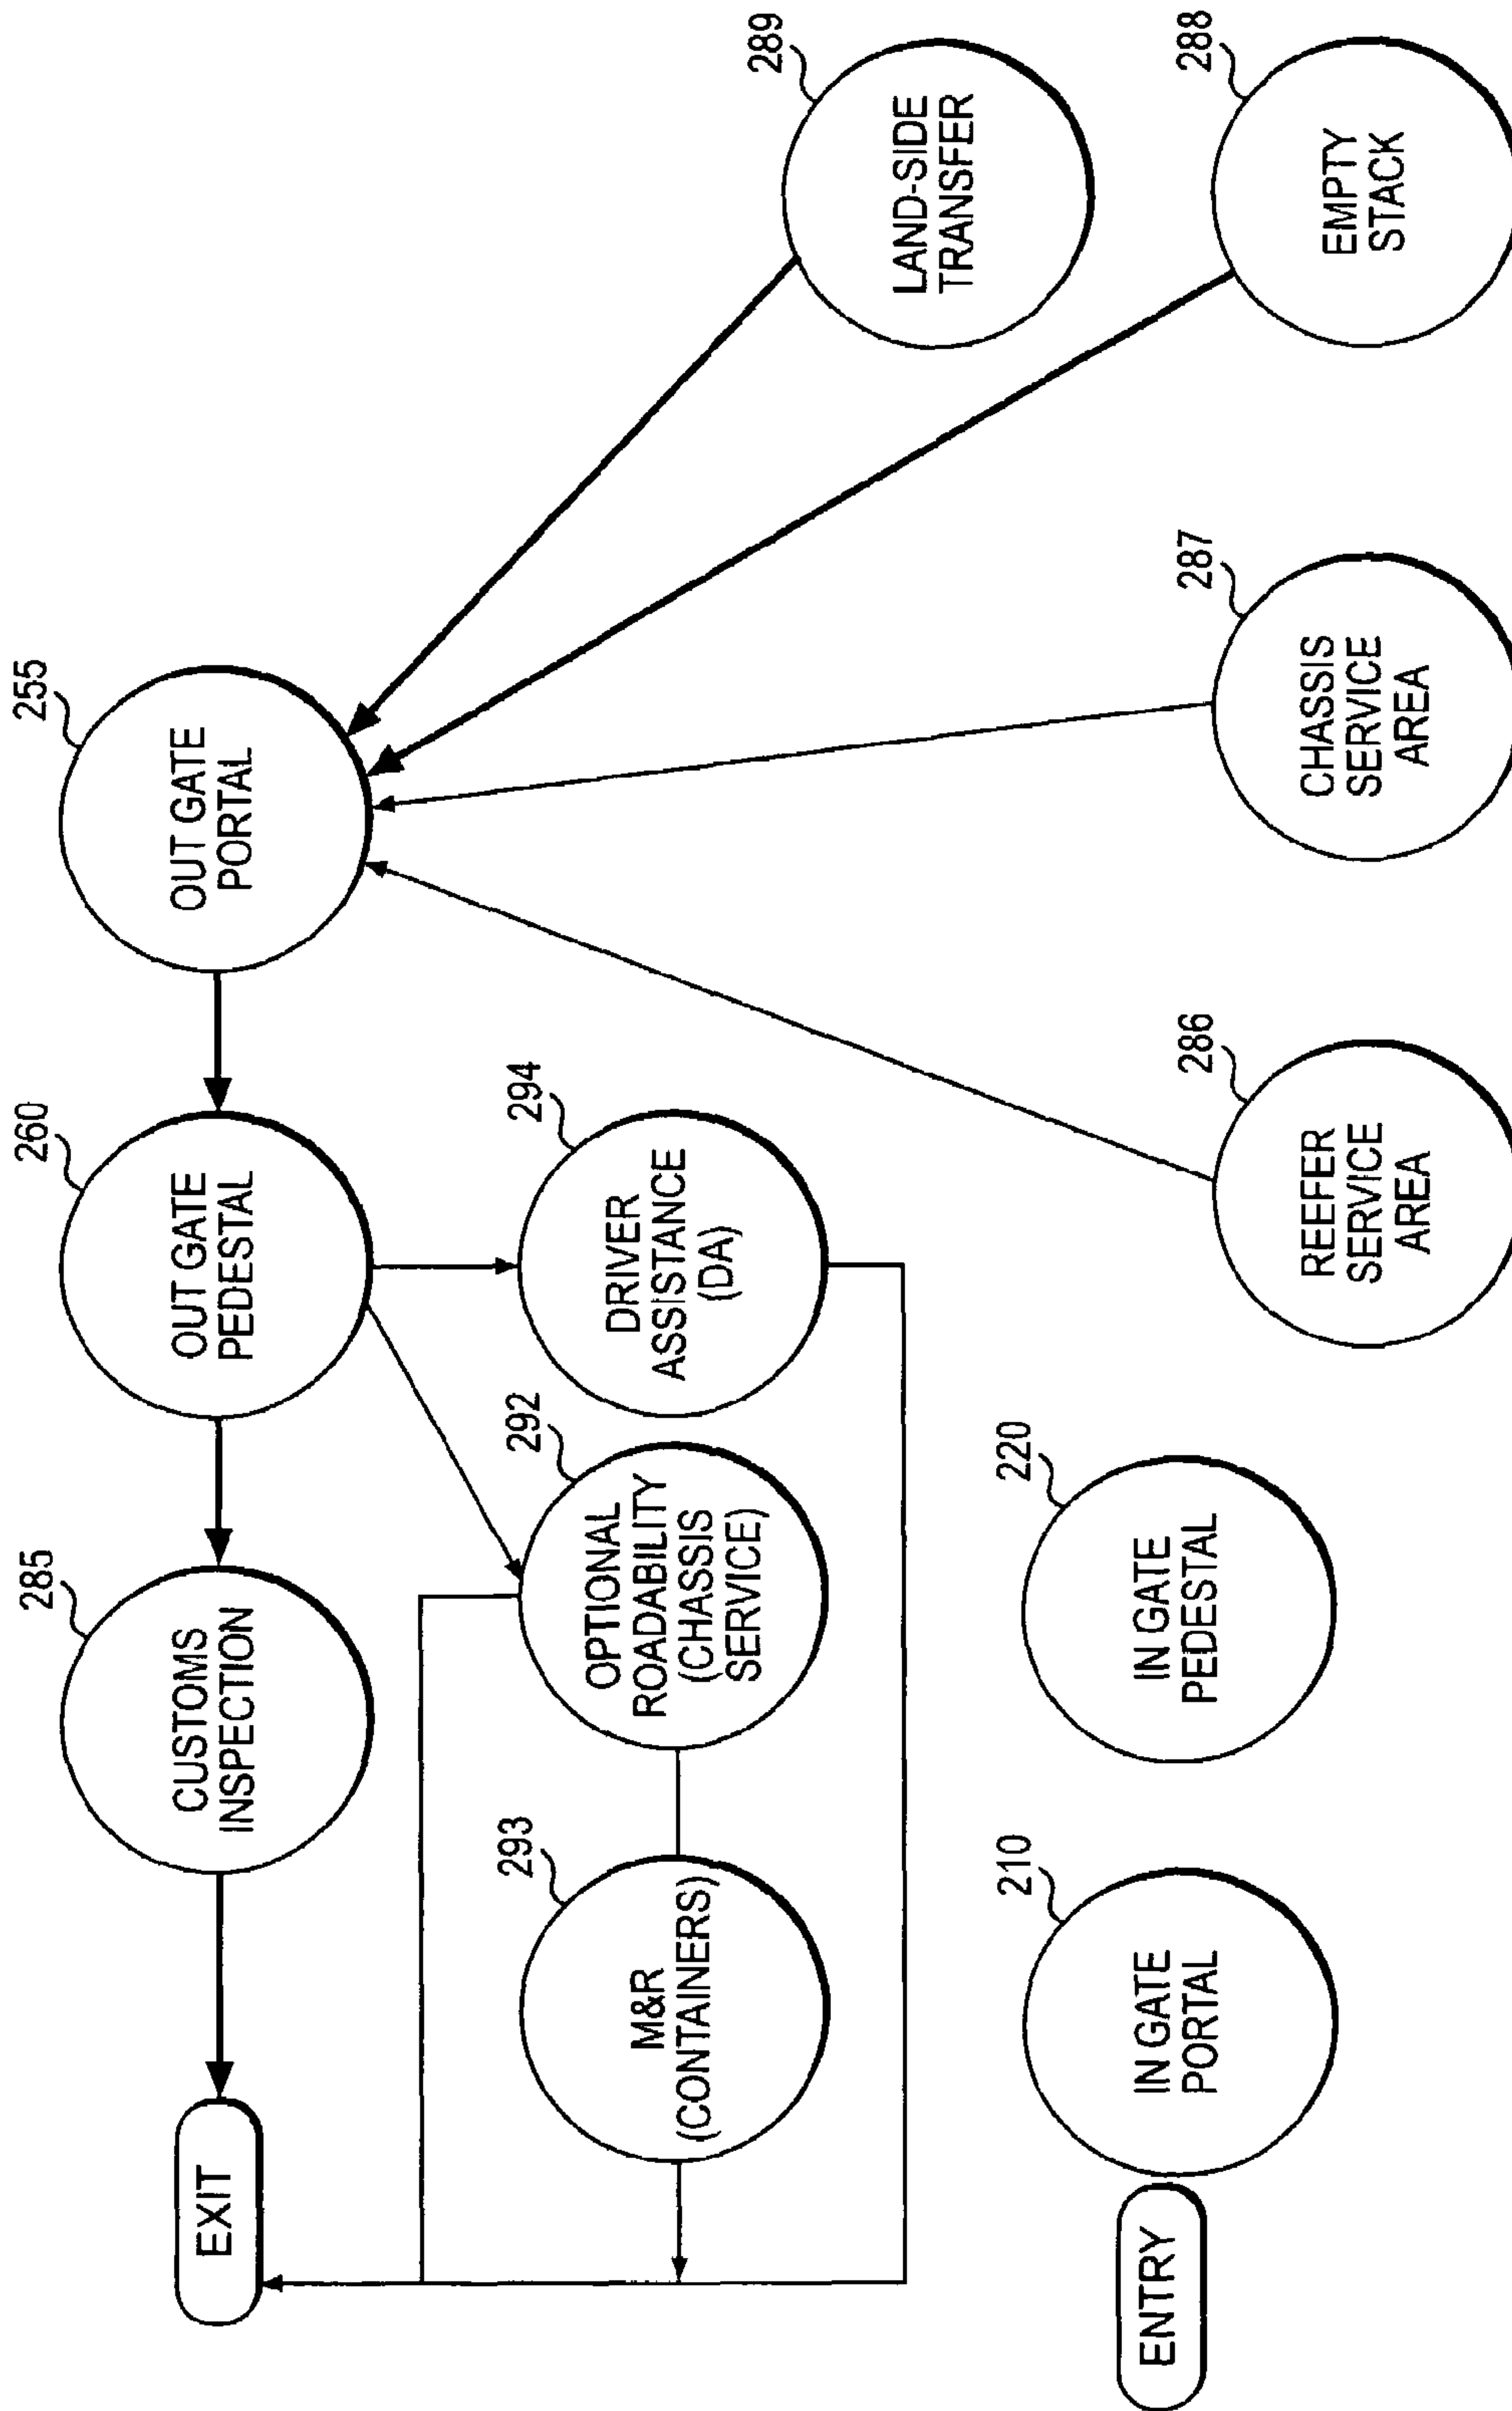 EXIT
285
CUSTOMS
INSPECTION
260
OUT GATE
PEDESTAL
255
OUT GATE
PORTAL
293
M&R
(CONTAINERS)
292
OPTIONAL
ROADABILITY
(CHASSIS
SERVICE)
294
DRIVER
ASSISTANCE
(DA)
289
LAND-SIDE
TRANSFER
ENTRY
210
IN GATE
PORTAL
220
IN GATE
PEDESTAL
286
REEFER
SERVICE
AREA
287
CHASSIS
SERVICE
AREA
288
EMPTY
STACK